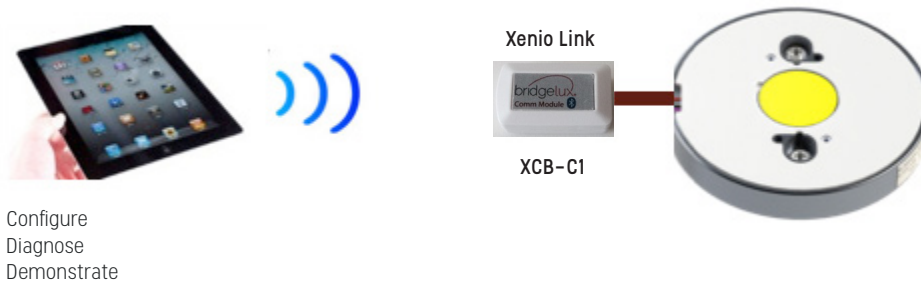 Xenio Link
bridgelux
Comm Module
XCB-C1
Configure
Diagnose
Demonstrate